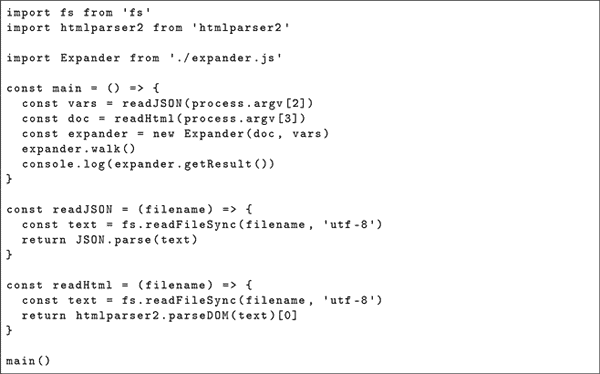 import fs from 'fs'
import htmlparser2 from 'htmlparser2'

import Expander from './expander.js'

const main = () => {
  const vars = readJSON(process.argv[2])
  const doc = readHtml(process.argv[3])
  const expander = new Expander(doc, vars)
  expander.walk()
  console.log(expander.getResult())
}

const readJSON = (filename) => {
  const text = fs.readFileSync(filename, 'utf-8')
  return JSON.parse(text)
}

const readHtml = (filename) => {
  const text = fs.readFileSync(filename, 'utf-8')
  return htmlparser2.parseDOM(text)[0]
}

main()